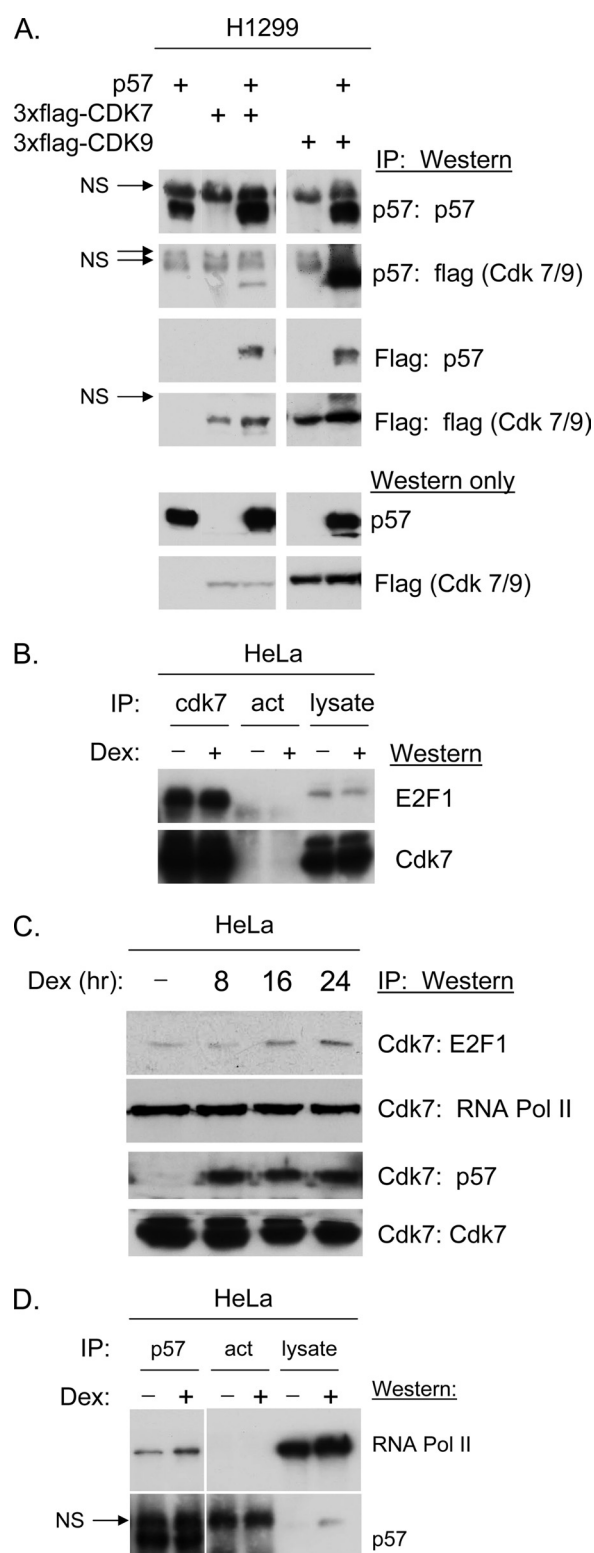 A.
H1299
p57 + + +
3xflag-CDK7 + +
3xflag-CDK9 + +
IP: Western
NS
p57: p57
NS
p57: flag (Cdk 7/9)
Flag: p57
NS
Flag: flag (Cdk 7/9)
Western only
p57
Flag (Cdk 7/9)
B.
HeLa
IP: cdk7 act lysate
Dex: – + – + – + Western
E2F1
Cdk7
C.
HeLa
Dex (hr): – 8 16 24 IP: Western
Cdk7: E2F1
Cdk7: RNA Pol II
Cdk7: p57
Cdk7: Cdk7
D.
HeLa
IP: p57 act lysate
Dex: – + – + – + Western:
RNA Pol II
NS
p57